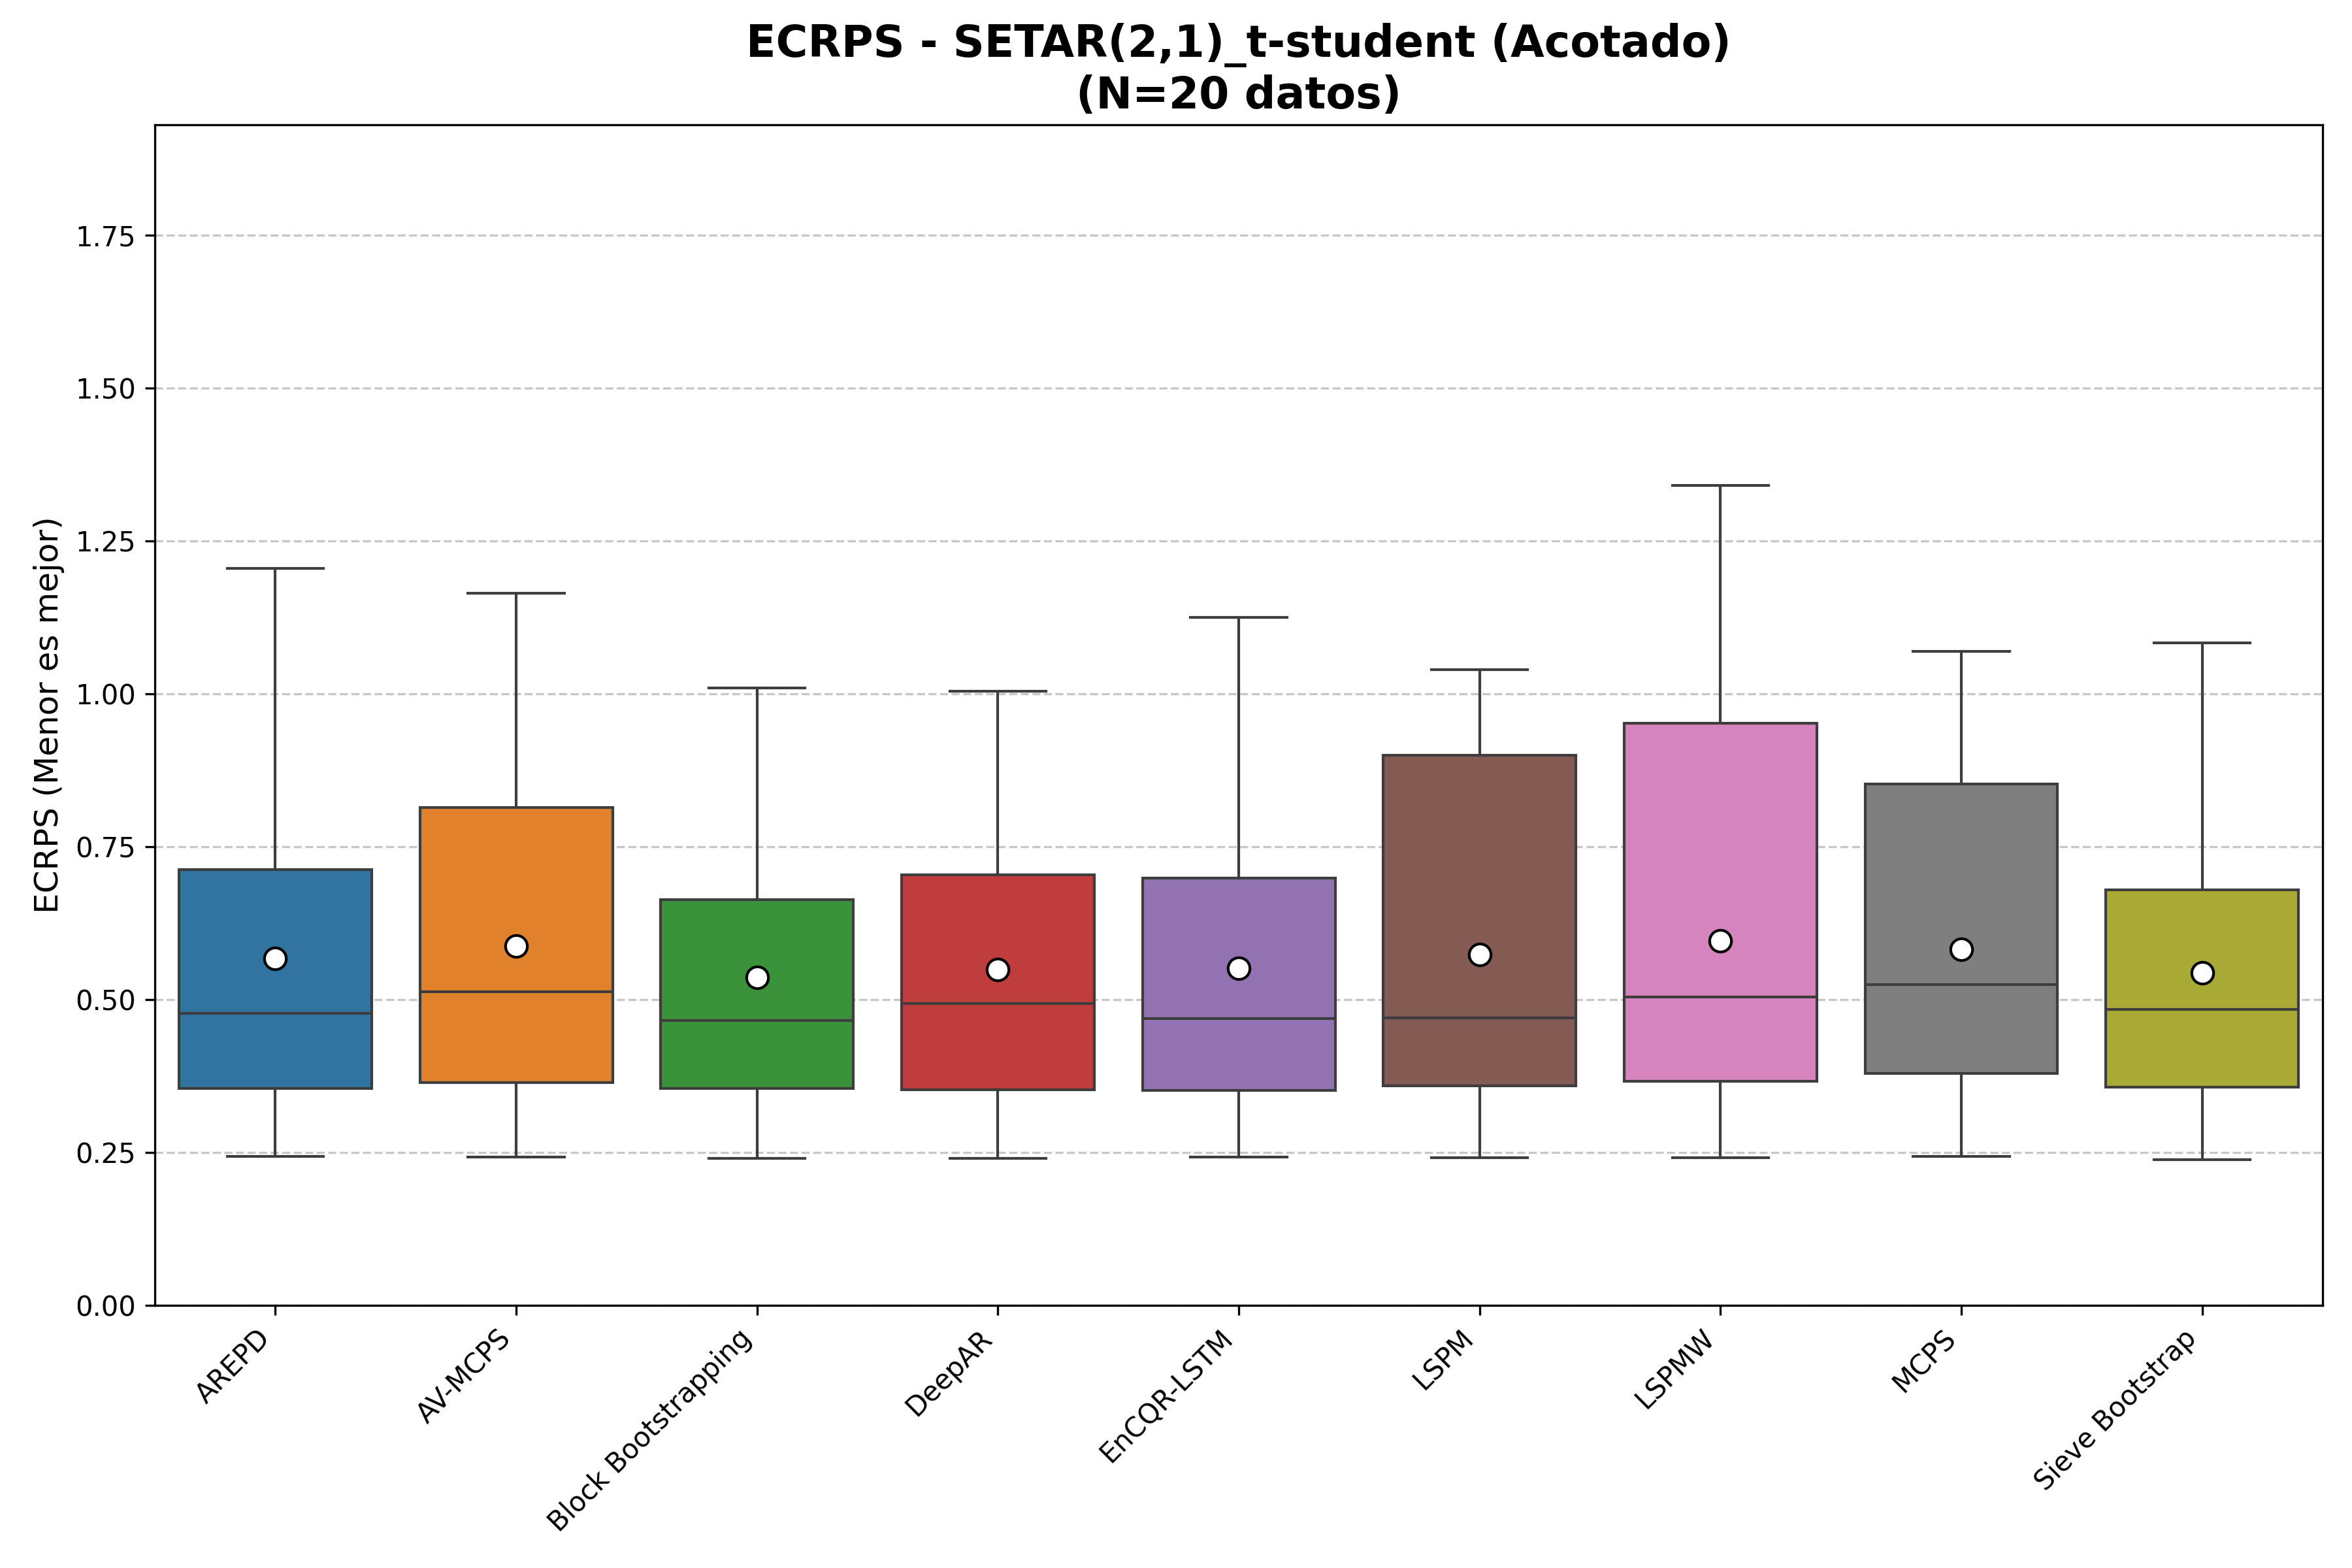 ECRPS - SETAR(2,1)_t-student (Acotado)
(N=20 datos)
ECRPS (Menor es mejor)
1.75
1.50
1.25
1.00
0.75
0.50
0.25
0.00
AREPD
AV-MCPS
Block Bootstrapping
DeepAR
EnCQR-LSTM
LSPM
LSPMW
MCPS
Sieve Bootstrap